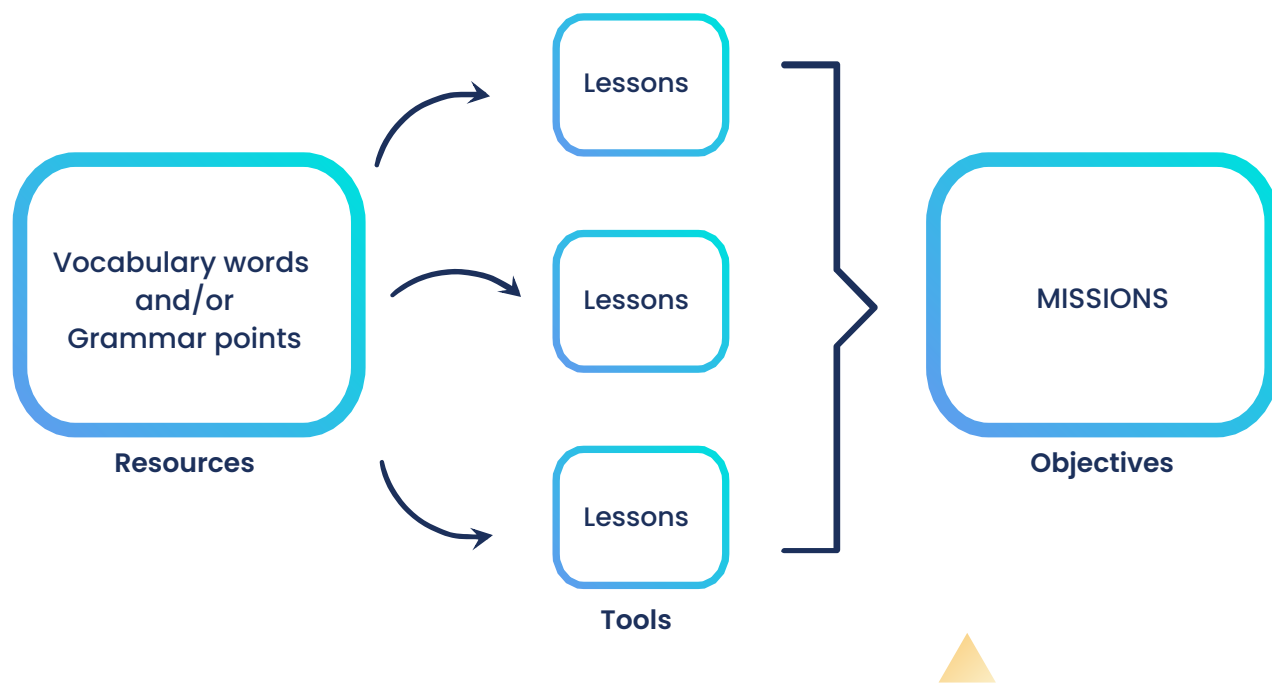 Lessons
Vocabulary words
and/or
Grammar points
Lessons
MISSIONS
Resources
Objectives
Lessons
Tools